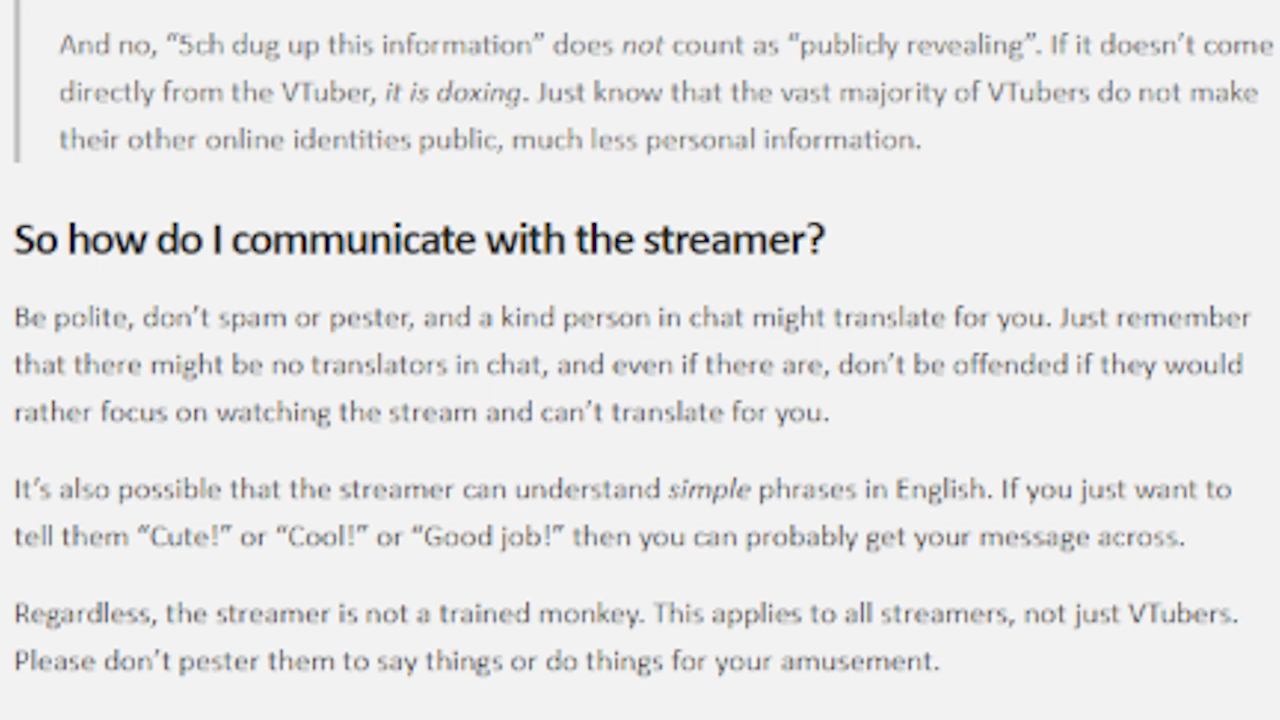 And no, “5ch dug up this information” does not count as “publicly revealing”. If it doesn’t come
directly from the VTuber, it is doxing. Just know that the vast majority of VTubers do not make
their other online identities public, much less personal information.
So how do I communicate with the streamer?
Be polite, don’t spam or pester, and a kind person in chat might translate for you. Just remember
that there might be no translators in chat, and even if there are, don’t be offended if they would
rather focus on watching the stream and can’t translate for you.
It’s also possible that the streamer can understand simple phrases in English. If you just want to
tell them “Cute!” or “Cool!” or “Good job!” then you can probably get your message across.
Regardless, the streamer is not a trained monkey. This applies to all streamers, not just VTubers.
Please don’t pester them to say things or do things for your amusement.